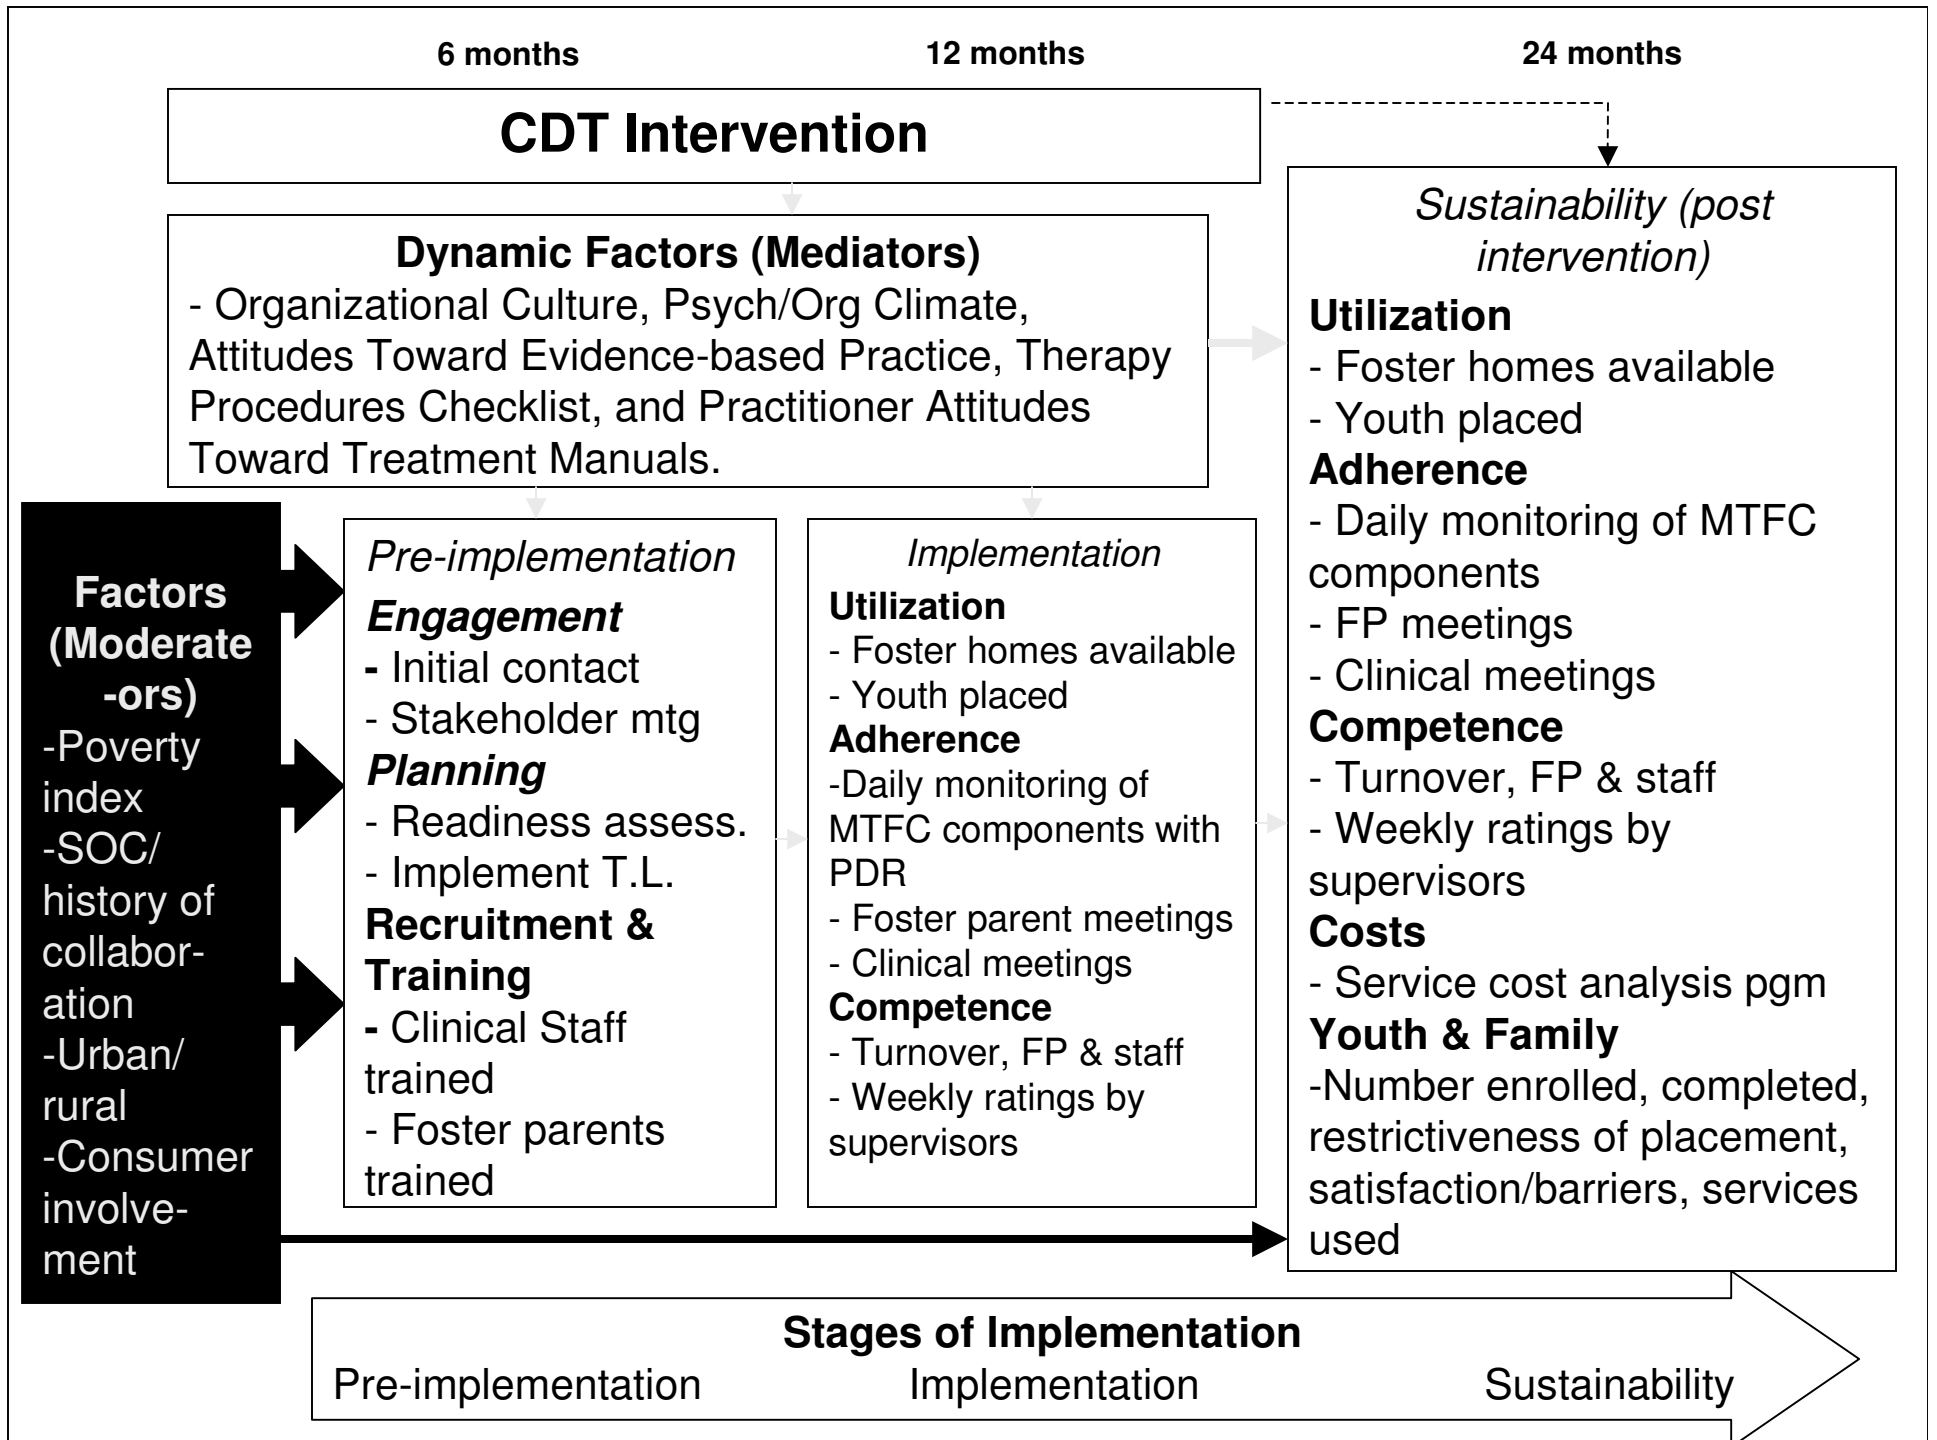 6 months
12 months
24 months
CDT Intervention
Dynamic Factors (Mediators)
- Organizational Culture, Psych/Org Climate,
Attitudes Toward Evidence-based Practice, Therapy
Procedures Checklist, and Practitioner Attitudes
Toward Treatment Manuals.
Factors
(Moderate
-ors)
-Poverty
index
-SOC/
history of
collabor-
ation
-Urban/
rural
-Consumer
involve-
ment
Pre-implementation
Engagement
- Initial contact
- Stakeholder mtg
Planning
- Readiness assess.
- Implement T.L.
Recruitment &
Training
- Clinical Staff
trained
- Foster parents
trained
Implementation
Utilization
- Foster homes available
- Youth placed
Adherence
-Daily monitoring of
MTFC components with
PDR
- Foster parent meetings
- Clinical meetings
Competence
- Turnover, FP & staff
- Weekly ratings by
supervisors
Sustainability (post
intervention)
Utilization
- Foster homes available
- Youth placed
Adherence
- Daily monitoring of MTFC
components
- FP meetings
- Clinical meetings
Competence
- Turnover, FP & staff
- Weekly ratings by
supervisors
Costs
- Service cost analysis pgm
Youth & Family
-Number enrolled, completed,
restrictiveness of placement,
satisfaction/barriers, services
used
Stages of Implementation
Pre-implementation
Implementation
Sustainability